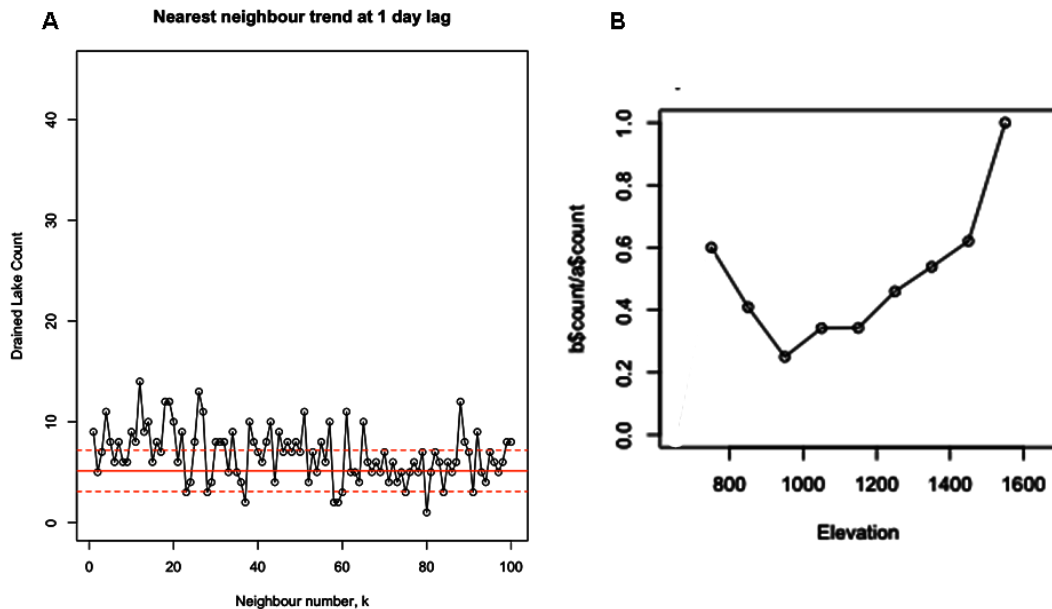 A
Nearest neighbour trend at 1 day lag
Drained Lake Count
40
30
20
10
0
0 20 40 60 80 100
Neighbour number, k
B
b$count/a$count
1.0
0.8
0.6
0.4
0.2
0.0
800 1000 1200 1400 1600
Elevation